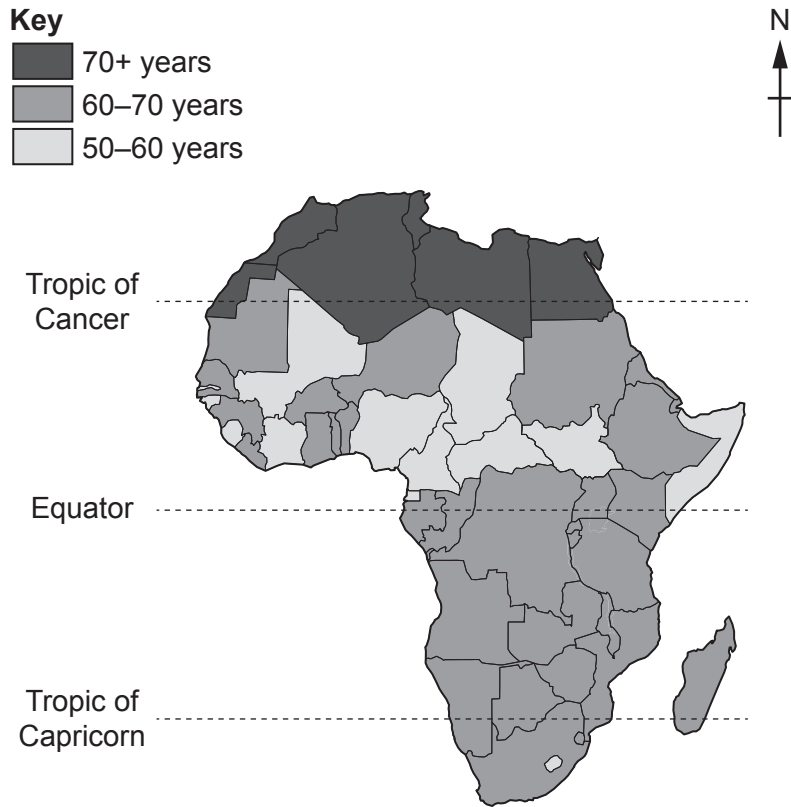 Key
N
70+ years
60–70 years
50–60 years
Tropic of
Cancer
Equator
Tropic of
Capricorn